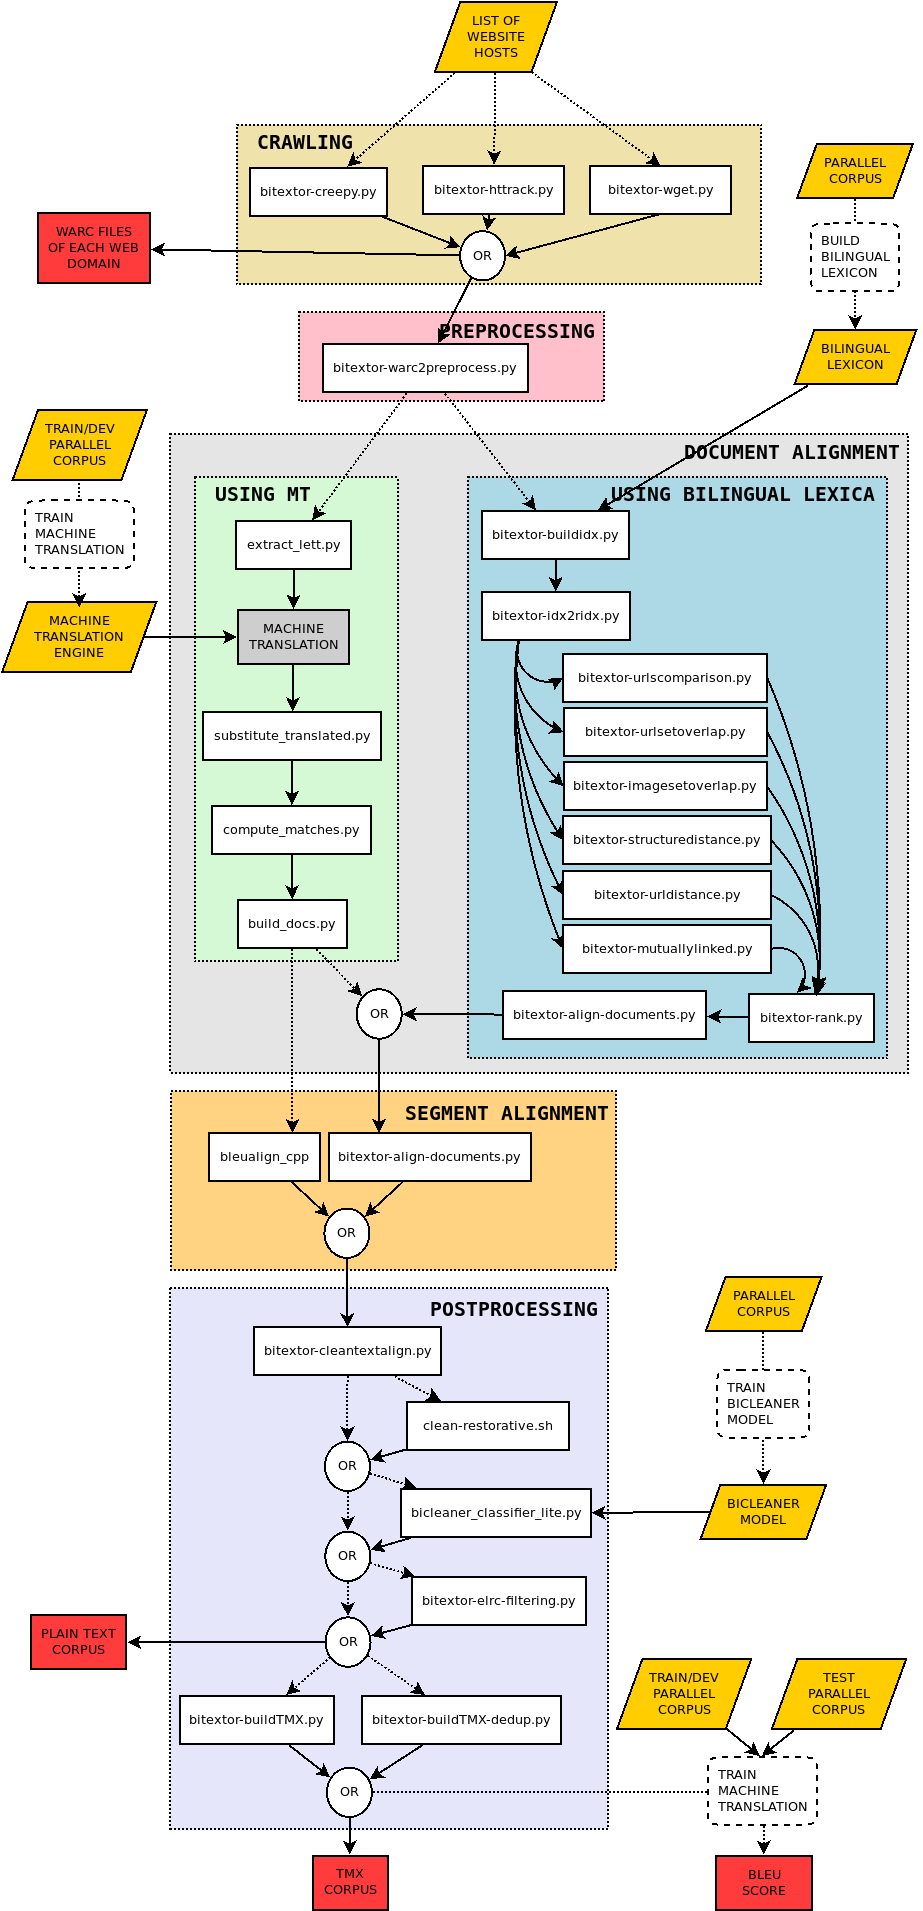 LIST OF
WEBSITE
HOSTS
CRAWLING
bitextor-creepy.py
bitextor-httrack.py
bitextor-wget.py
OR
WARC FILES
OF EACH WEB
DOMAIN
PARALLEL
CORPUS
BUILD
BILINGUAL
LEXICON
BILINGUAL
LEXICON
PREPROCESSING
bitextor-warc2preprocess.py
TRAIN/DEV
PARALLEL
CORPUS
TRAIN
MACHINE
TRANSLATION
MACHINE
TRANSLATION
ENGINE
DOCUMENT ALIGNMENT
USING MT
extract_lett.py
MACHINE
TRANSLATION
substitute_translated.py
compute_matches.py
build_docs.py
USING BILINGUAL LEXICA
bitextor-buildidx.py
bitextor-idx2ridx.py
bitextor-urlscomparison.py
bitextor-urlsetoverlap.py
bitextor-imagesetoverlap.py
bitextor-structuredistance.py
bitextor-urldistance.py
bitextor-mutuallylinked.py
bitextor-rank.py
bitextor-align-documents.py
OR
SEGMENT ALIGNMENT
bleualign_cpp
bitextor-align-documents.py
OR
POSTPROCESSING
bitextor-cleantextalign.py
clean-restorative.sh
OR
bicleaner_classifier_lite.py
OR
bitextor-elrc-filtering.py
OR
PARALLEL
CORPUS
TRAIN
BICLEANER
MODEL
BICLEANER
MODEL
PLAIN TEXT
CORPUS
bitextor-buildTMX.py
bitextor-buildTMX-dedup.py
OR
TRAIN/DEV
PARALLEL
CORPUS
TEST
PARALLEL
CORPUS
TRAIN
MACHINE
TRANSLATION
TMX
CORPUS
BLEU
SCORE